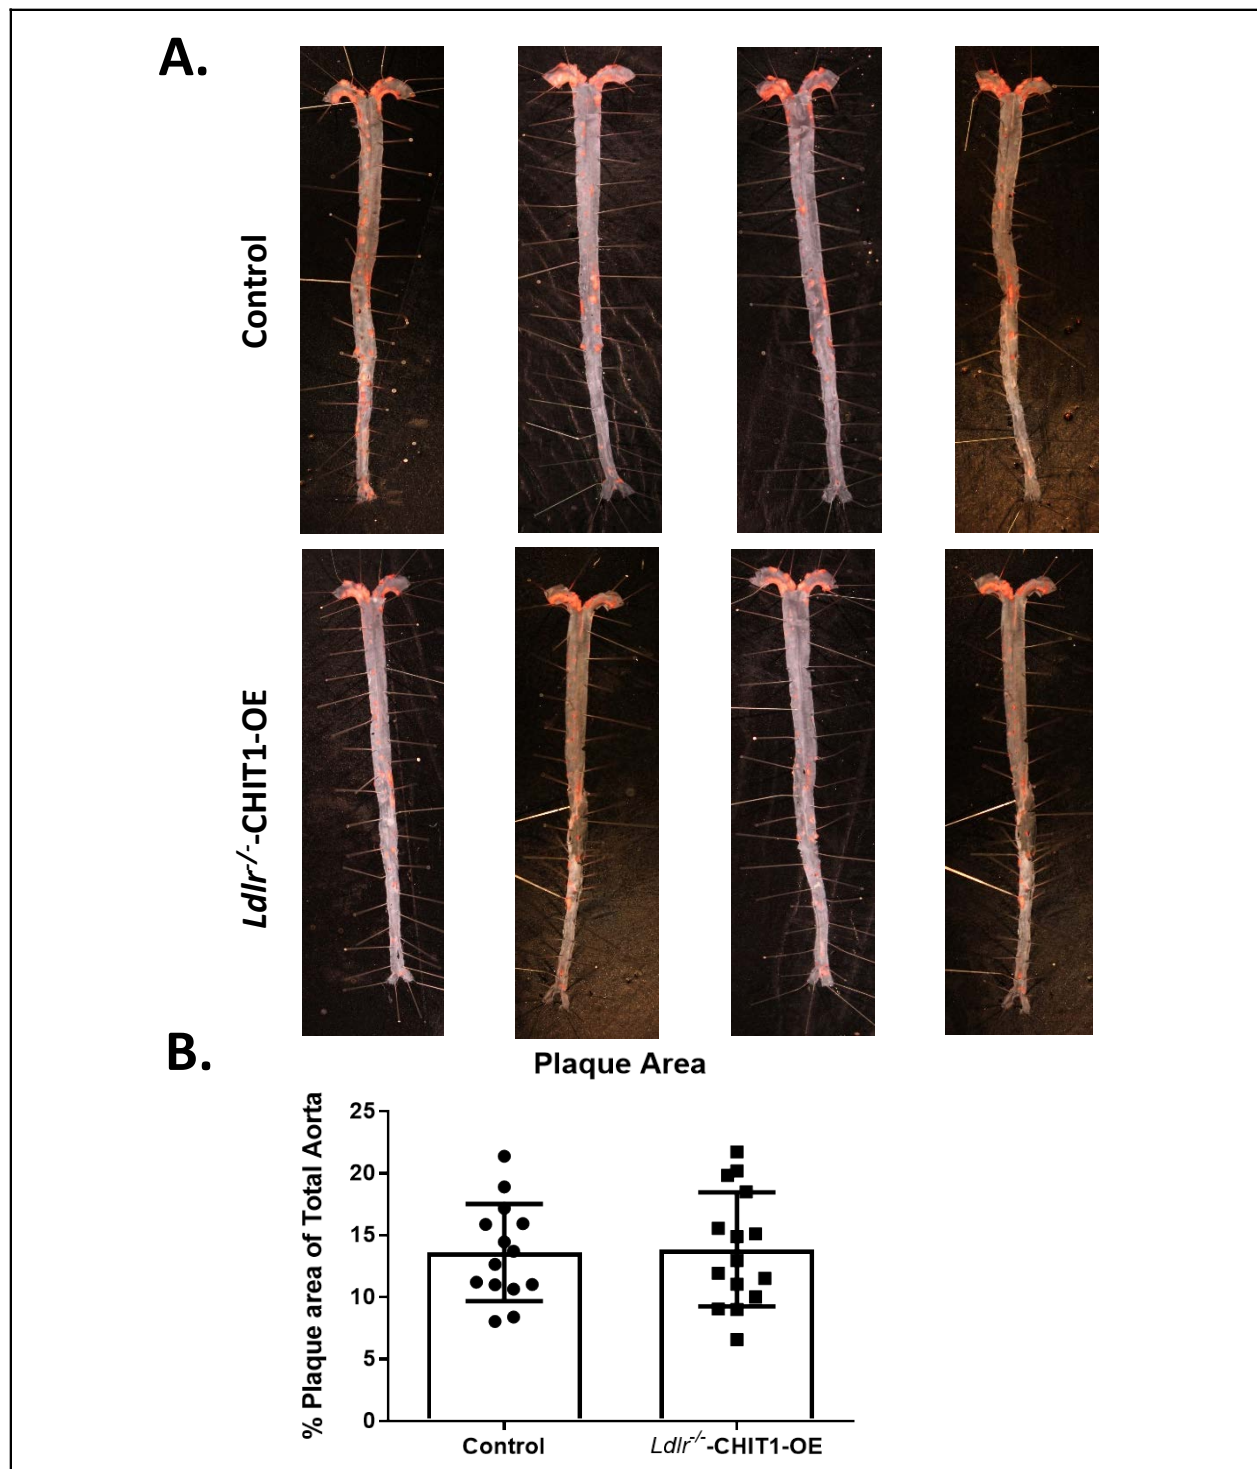 A.
Control
Ldlr-/--CHIT1-OE
B.
Plaque Area
% Plaque area of Total Aorta
25
20
15
10
5
0
Control
Ldlr-/--CHIT1-OE